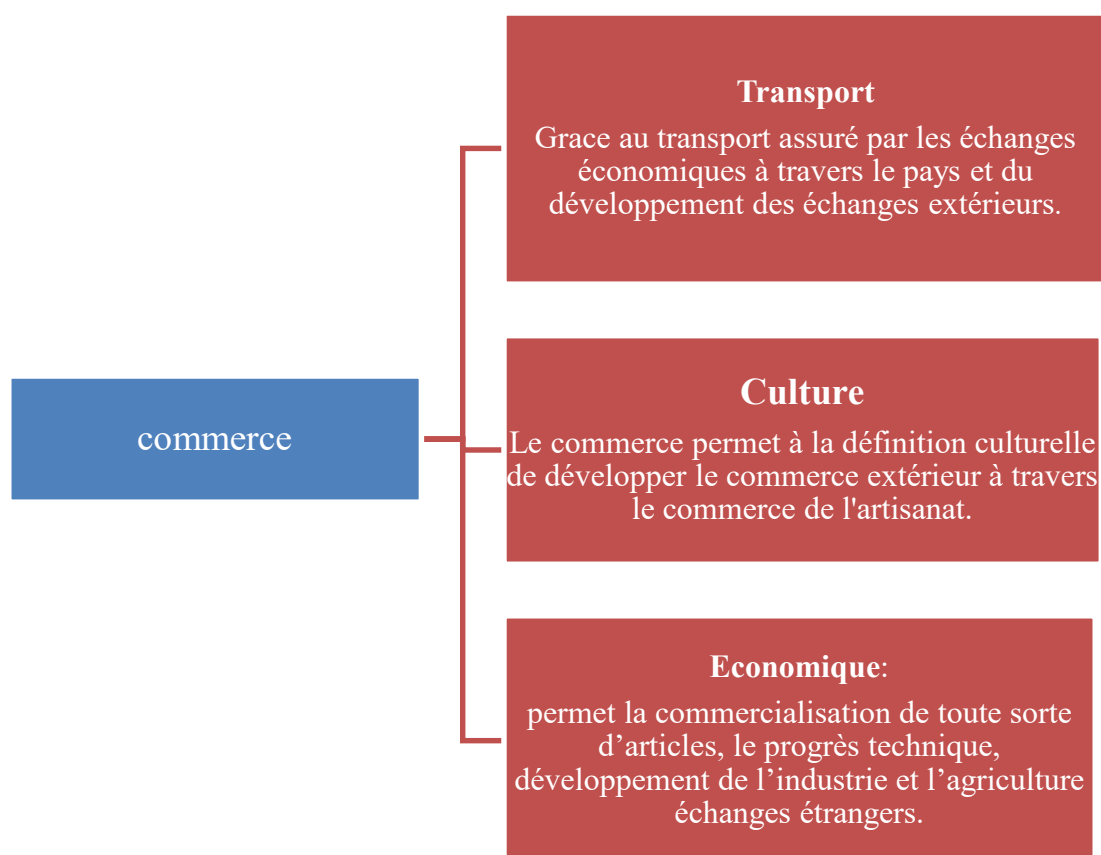 Transport
Grace au transport assuré par les échanges
économiques à travers le pays et du
développement des échanges extérieurs.
commerce
Culture
Le commerce permet à la définition culturelle
de développer le commerce extérieur à travers
le commerce de l'artisanat.
Economique:
permet la commercialisation de toute sorte
d’articles, le progrès technique,
développement de l’industrie et l’agriculture
échanges étrangers.